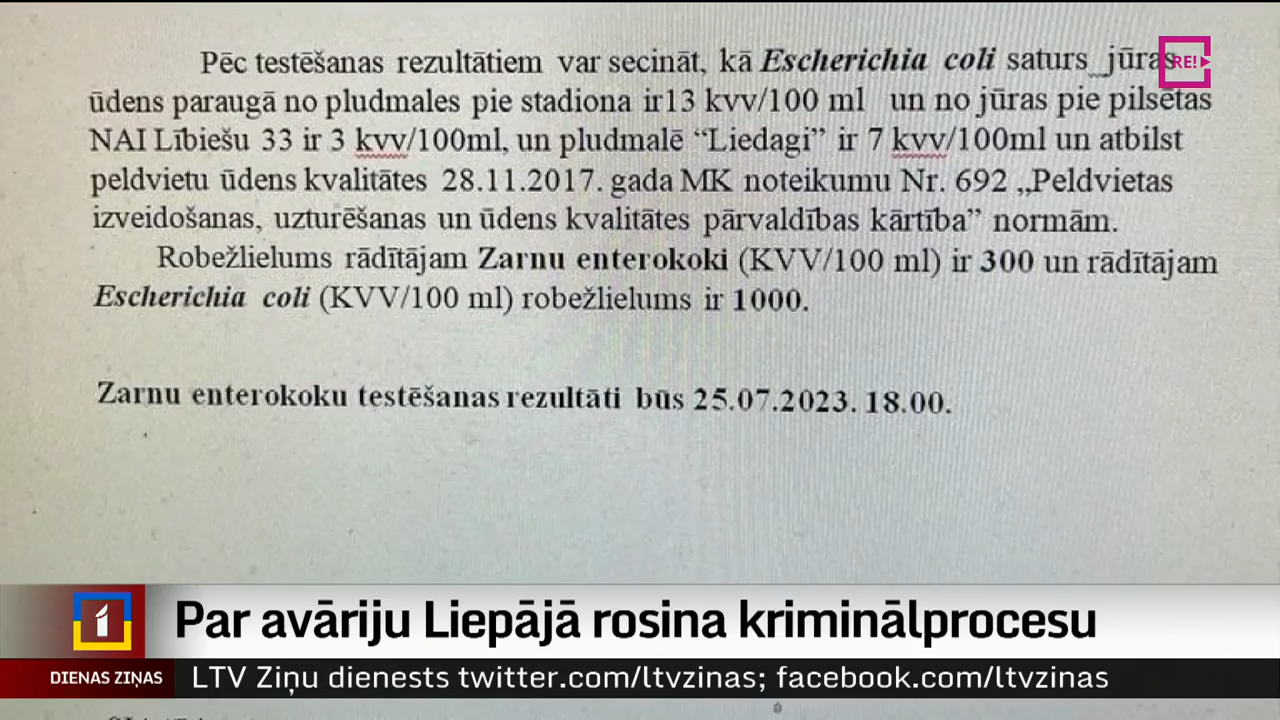 Pēc testēšanas rezultātiem var secināt, kā Escherichia coli saturs jūras
RE!
ūdens paraugā no pludmales pie stadiona ir13 kvv/100 ml un no jūras pie pilsētas
NAI Lībiešu 33 ir 3 kvv/100ml, un pludmalē “Liedagi” ir 7 kvv/100ml un atbilst
peldvietu ūdens kvalitātes 28.11.2017. gada MK noteikumu Nr. 692 „Peldvietas
izveidošanas, uzturēšanas un ūdens kvalitātes pārvaldības kārtība” normām.
Robežlielums rādītājam Zarnu enterokoki (KVV/100 ml) ir 300 un rādītājam
Escherichia coli (KVV/100 ml) robežlielums ir 1000.
Zarnu enterokoku testēšanas rezultāti būs 25.07.2023. 18.00.
1
Par avāriju Liepājā rosina kriminālprocesu
DIENAS ZIŅAS
LTV Ziņu dienests twitter.com/ltvzinas; facebook.com/ltvzinas